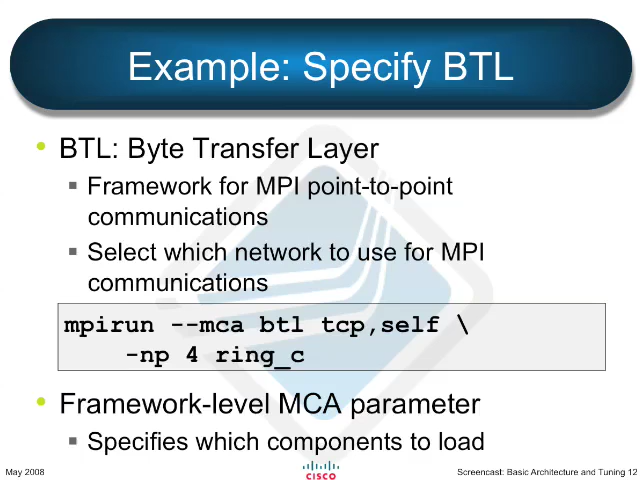 Example: Specify BTL
• BTL: Byte Transfer Layer
▪ Framework for MPI point-to-point
communications
▪ Select which network to use for MPI
communications
mpirun --mca btl tcp,self \
-np 4 ring_c
• Framework-level MCA parameter
▪ Specifies which components to load
May 2008
CISCO
Screencast: Basic Architecture and Tuning 12